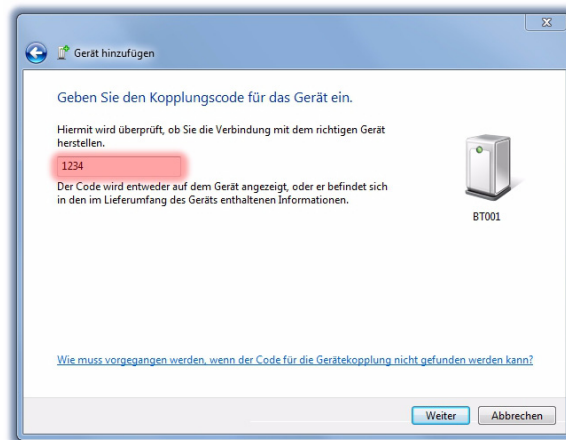 Gerät hinzufügen
Geben Sie den Kopplungscode für das Gerät ein.
Hiermit wird überprüft, ob Sie die Verbindung mit dem richtigen Gerät
herstellen.
1234
Der Code wird entweder auf dem Gerät angezeigt, oder er befindet sich
in den im Lieferumfang des Geräts enthaltenen Informationen.
BT001
Wie muss vorgegangen werden, wenn der Code für die Gerätekopplung nicht gefunden werden kann?
Weiter Abbrechen